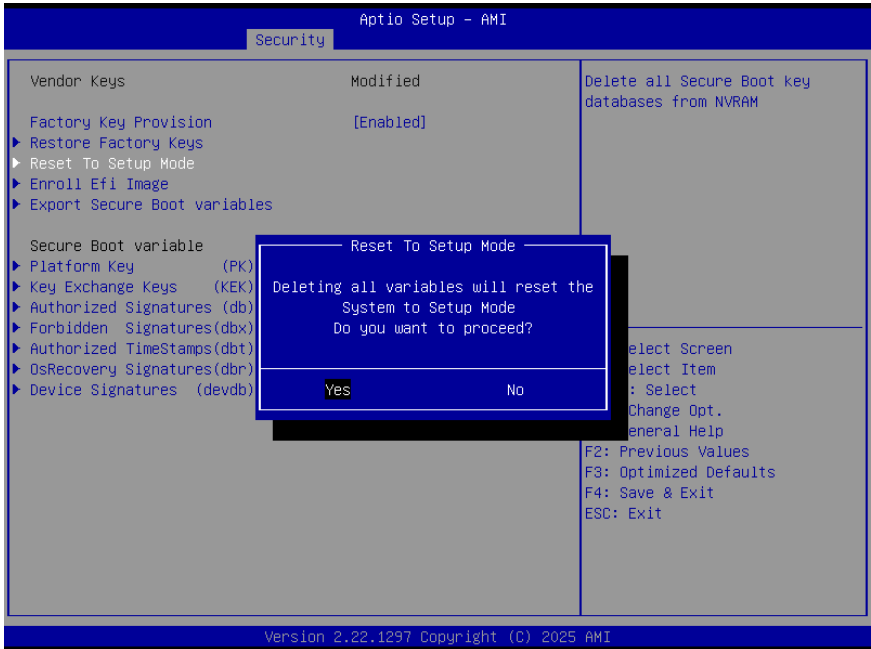 Aptio Setup - AMI
Security
Vendor Keys Modified
Factory Key Provision [Enabled]
Restore Factory Keys
Reset To Setup Mode
Enroll Efi Image
Export Secure Boot variables
Secure Boot variable
Platform Key (PK)
Key Exchange Keys (KEK)
Authorized Signatures (db)
Forbidden Signatures(dbx)
Authorized TimeStamps(dbt)
OsRecovery Signatures(dbr)
Device Signatures (devdb)
Reset To Setup Mode
Deleting all variables will reset the
System to Setup Mode
Do you want to proceed?
Yes No
Delete all Secure Boot key
databases from NVRAM
elect Screen
elect Item
: Select
Change Opt.
eneral Help
F2: Previous Values
F3: Optimized Defaults
F4: Save & Exit
ESC: Exit
Version 2.22.1297 Copyright (C) 2025 AMI